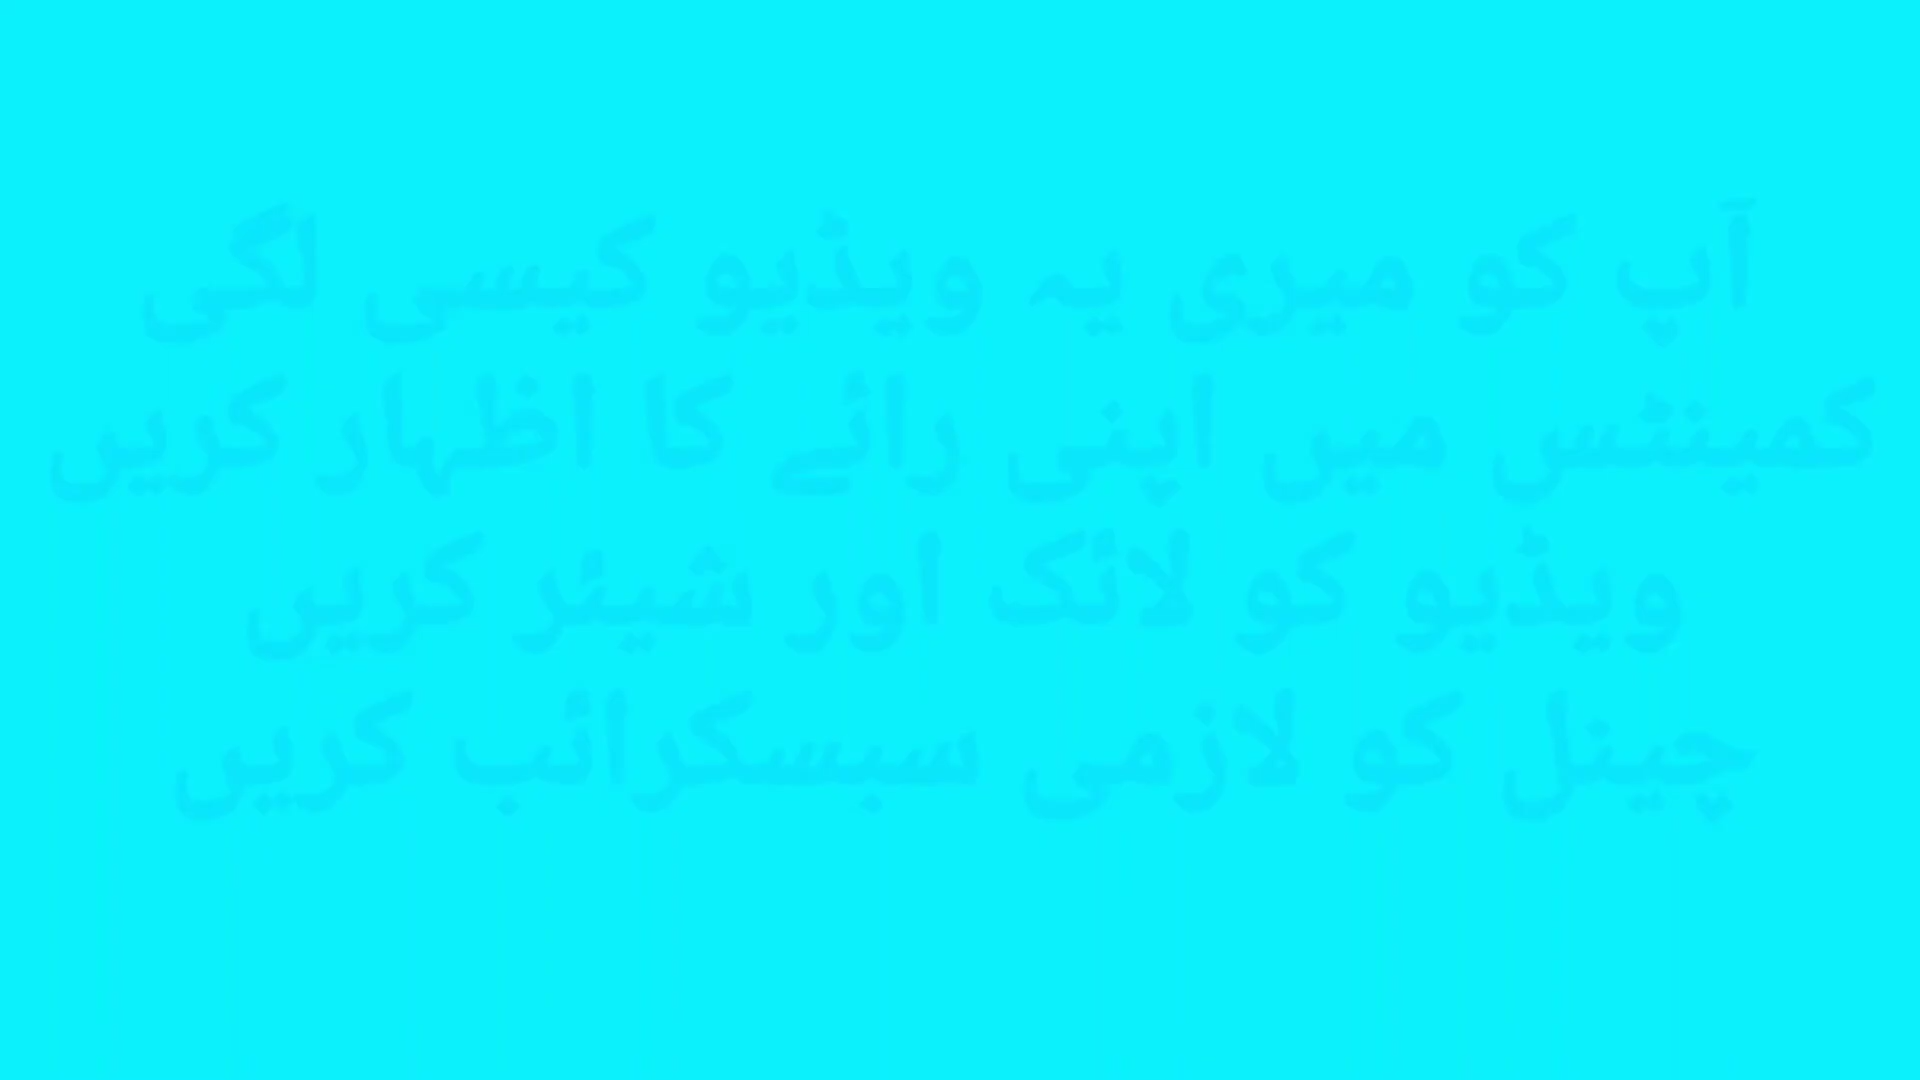 آپ کو میری یہ ویڈیو کیسی لگی
کمینٹس میں اپنی رائے کا اظہار کریں
ویڈیو کو لائک اور شیئر کریں
چینل کو لازمی سبسکرائب کریں